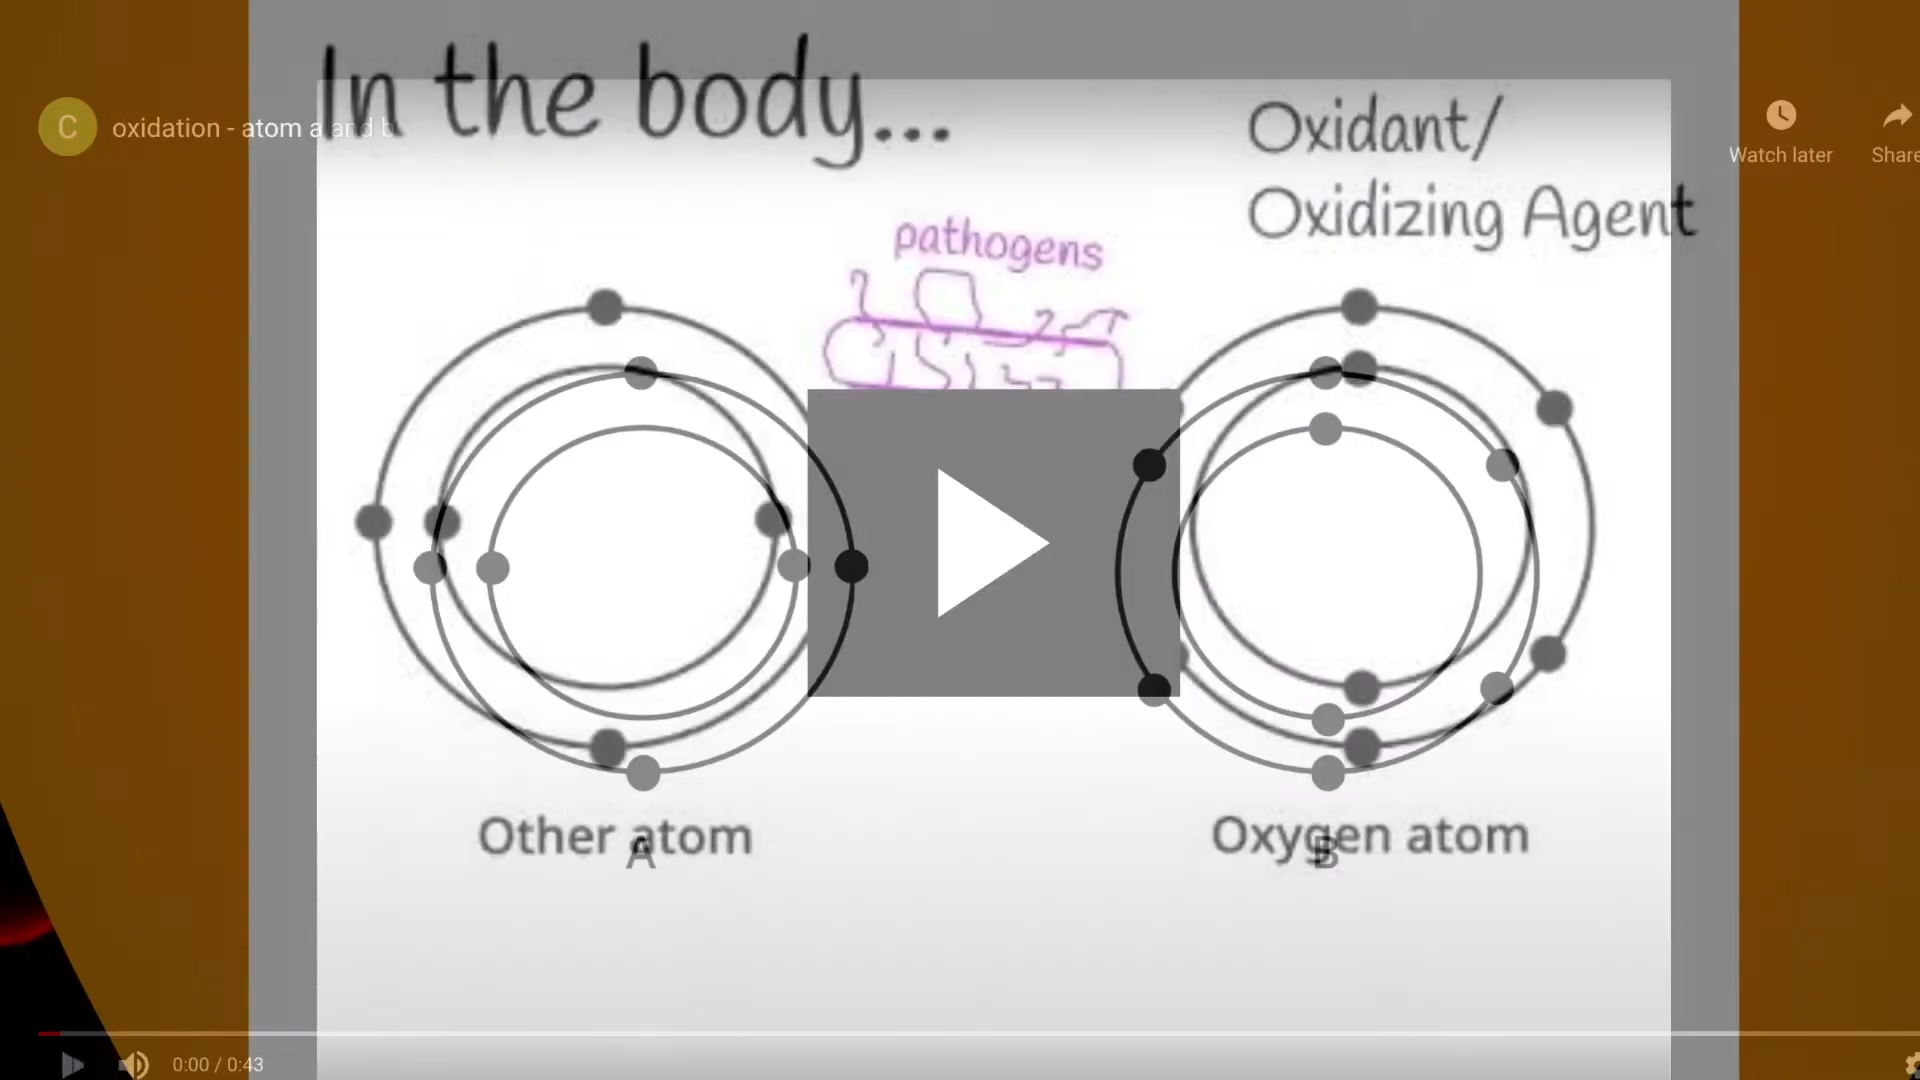 In the body...
C
oxidation - atom a and b
Oxidant/
Oxidizing Agent
Watch later
Share
pathogens
Other atom
A
Oxygen atom
B
0:00 / 0:43